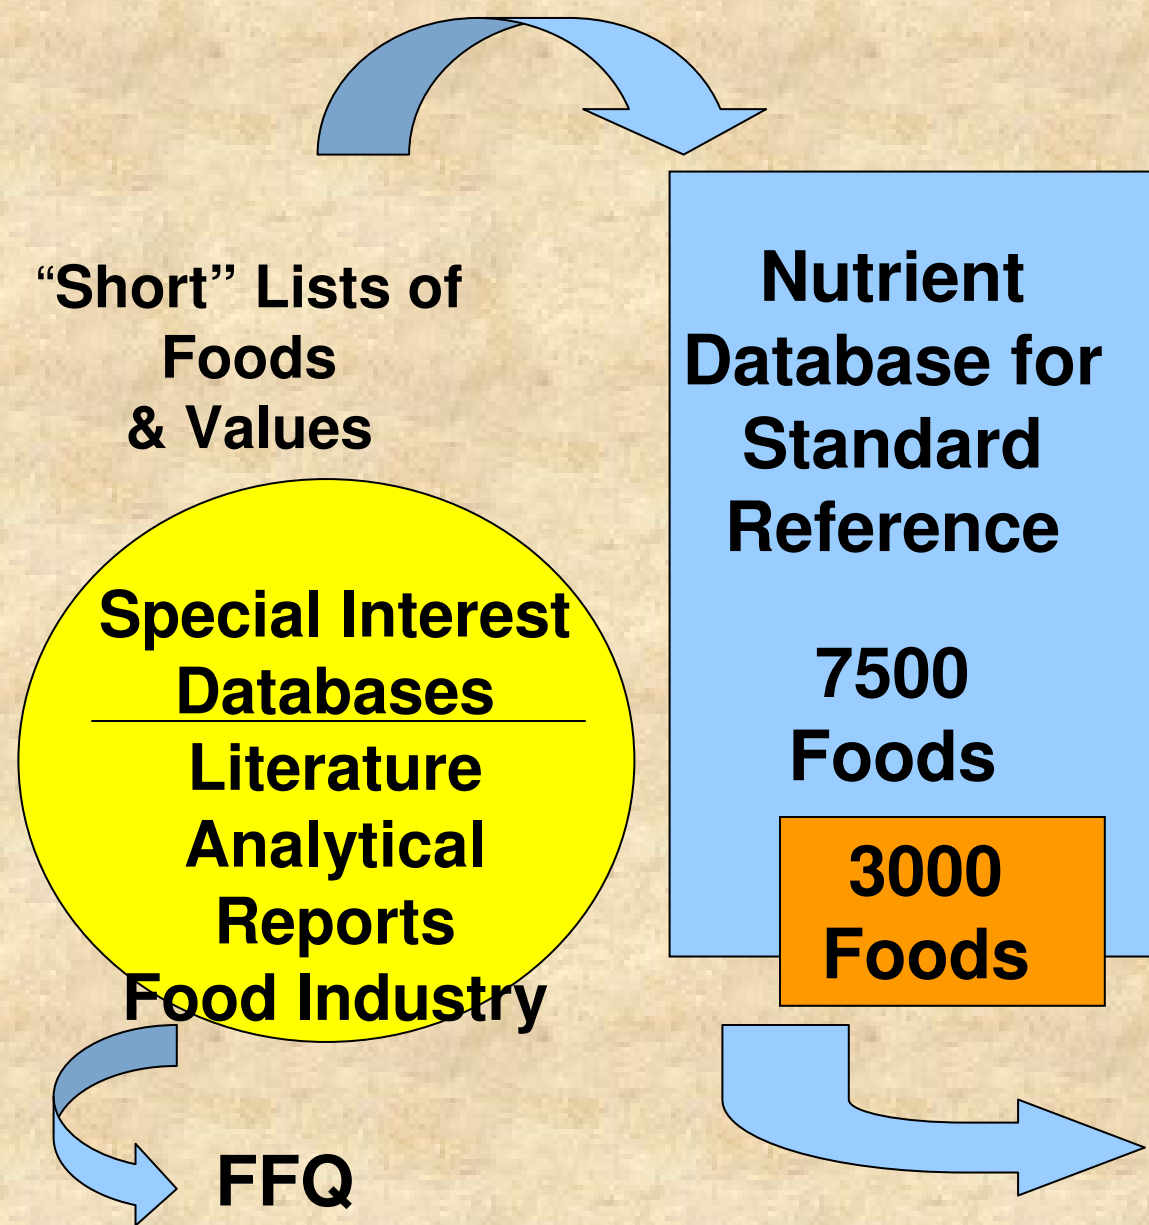 “Short” Lists of
Foods
& Values
Special Interest
Databases
Literature
Analytical
Reports
Food Industry
FFQ
Nutrient
Database for
Standard
Reference
7500
Foods
3000
Foods